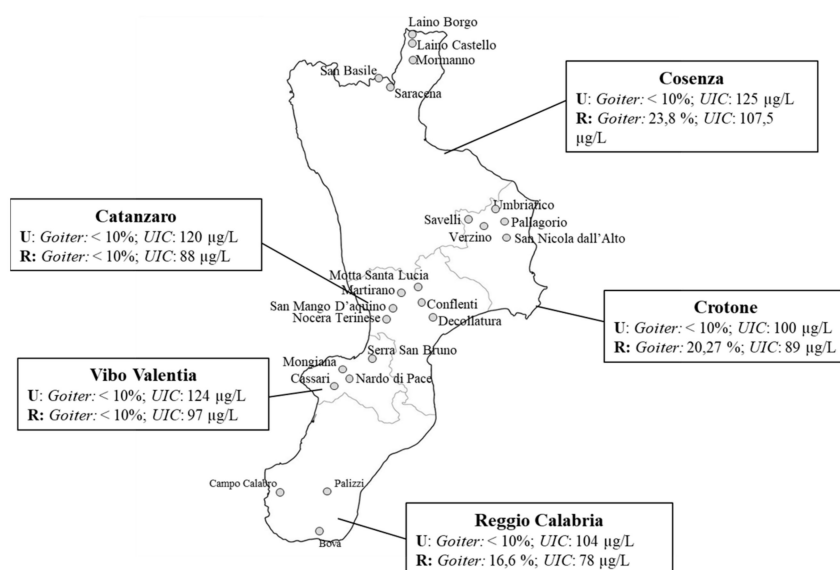 Laino Borgo
Laino Castello
Mormanno
San Basile
Saracena
Cosenza
U: Goiter: < 10%; UIC: 125 µg/L
R: Goiter: 23,8 %; UIC: 107,5
µg/L
Umbriatico
Savelli
Pallagorio
Verzino
San Nicola dall'Alto
Catanzaro
U: Goiter: < 10%; UIC: 120 µg/L
R: Goiter: < 10%; UIC: 88 µg/L
Motta Santa Lucia
Martirano
San Mango D'aquino
Conflenti
Nocera Terinese
Decollatura
Crotone
U: Goiter: < 10%; UIC: 100 µg/L
R: Goiter: 20,27 %; UIC: 89 µg/L
Serra San Bruno
Mongiana
Cassari
Nardo di Pace
Vibo Valentia
U: Goiter: < 10%; UIC: 124 µg/L
R: Goiter: < 10%; UIC: 97 µg/L
Campo Calabro
Palizzi
Bova
Reggio Calabria
U: Goiter: < 10%; UIC: 104 µg/L
R: Goiter: 16,6 %; UIC: 78 µg/L